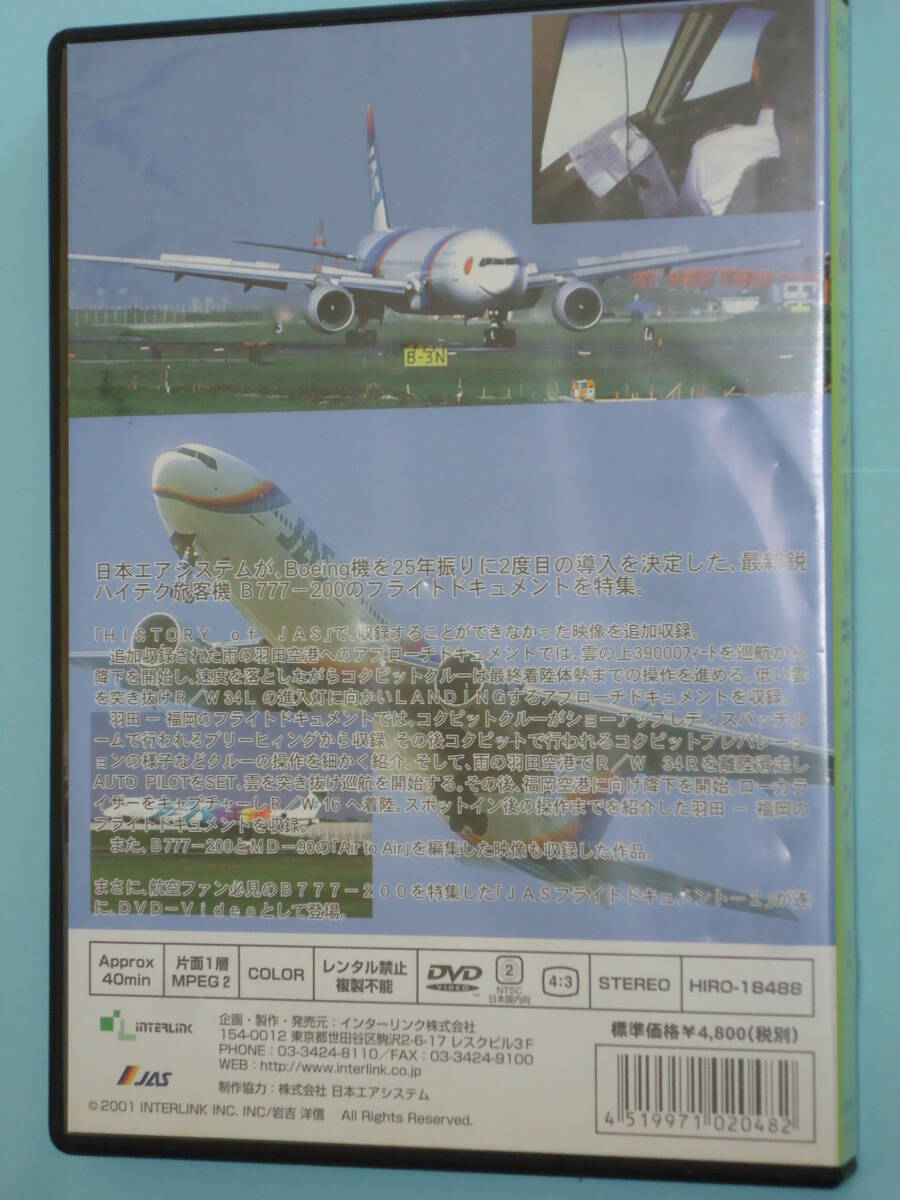 B-3N
JAS
日本エアシステムが、Boeing機を25年振りに2度目の導入を決定した、最新鋭
ハイテク旅客機 B777-200のフライトドキュメントを特集。
「HISTORY of JAS」で、収録することができなかった映像を追加収録。
追加収録された雨の羽田空港へのアプローチドキュメントでは、雲の上39000フィートを巡航から
降下を開始し、速度を落としながらコクピットクルーは最終着陸体勢までの操作を進める。低い雲
を突き抜けR/W34Lの進入灯に向かいLANDINGするアプローチドキュメントを収録。
羽田－福岡のフライトドキュメントでは、コクピットクルーがショーアップしディスパッチル
ームで行われるブリーヒィングから収録。その後コクピットで行われるコクピットプレパレーシ
ョンの様子などクルーの操作を細かく紹介。そして、雨の羽田空港でR/W 34Rを離陸滑走し
AUTO PILOTをSET。雲を突き抜け巡航を開始する。その後、福岡空港に向け降下を開始。ローカラ
イザーをキャプチャーしR/W16へ着陸。スポットイン後の操作までを紹介した羽田－福岡の
フライトドキュメントを収録。
また、B777-200とMD-90の「Air to Air」を編集した映像も収録した作品。
まさに、航空ファン必見のB777-200を特集した「JASフライトドキュメント-2」が遂
に、DVD-Videoとして登場。
Approx 40min
片面1層 MPEG2
COLOR
レンタル禁止 複製不能
DVD VIDEO
2 NTSC 日本国内向
4:3
STEREO
HIRO-18488
INTERLINK
企画・製作・発売元：インターリンク株式会社
154-0012 東京都世田谷区駒沢2-6-17 レスクビル3F
PHONE：03-3424-8110／FAX：03-3424-9100
WEB：http://www.interlink.co.jp
JAS
制作協力：株式会社 日本エアシステム
©2001 INTERLINK INC. INC/岩吉 洋信 All Rights Reserved.
標準価格¥4,800(税別)
4519971020482